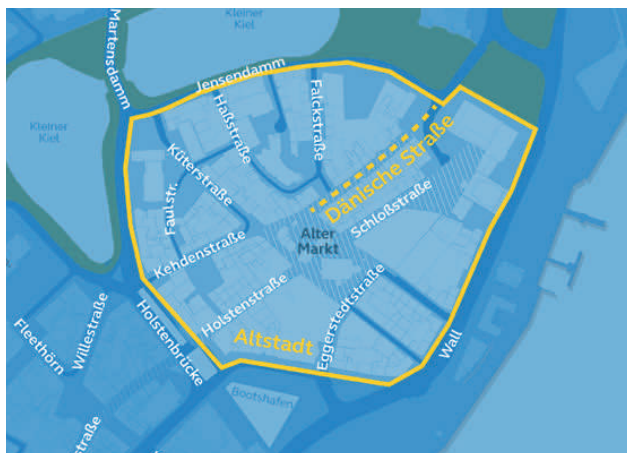 Kleiner
Kiel
Martensdamm
Jensendamm
Falckstraße
Haßstraße
Kleiner
Kiel
Küterstraße
Dänische Straße
Faulstr.
Schloßstraße
Alter
Markt
Kehdenstraße
Holstenstraße
Eggerstedtstraße
Altstadt
Wall
Holstenbrücke
Willestraße
Fleethörn
Bootshafen
straße